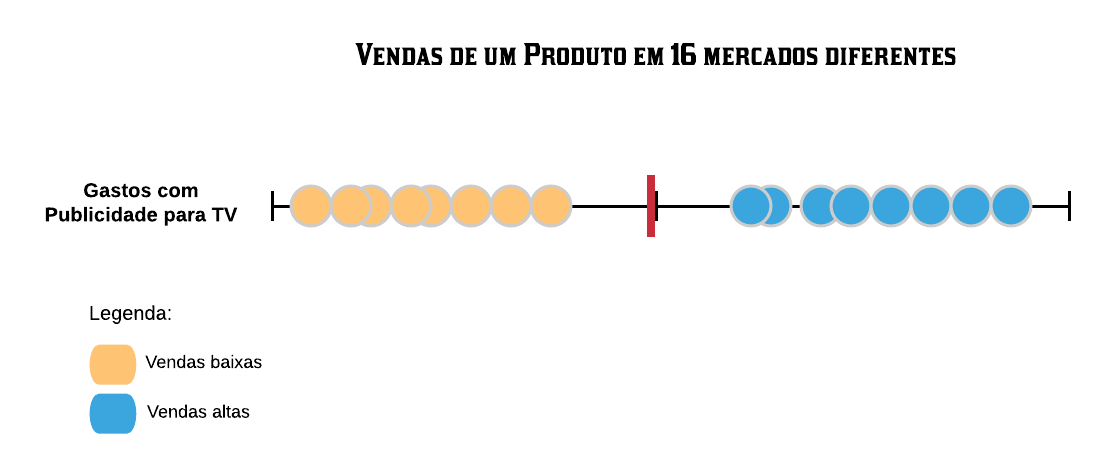 Vendas de um Produto em 16 mercados diferentes
Gastos com
Publicidade para TV
Legenda:
Vendas baixas
Vendas altas